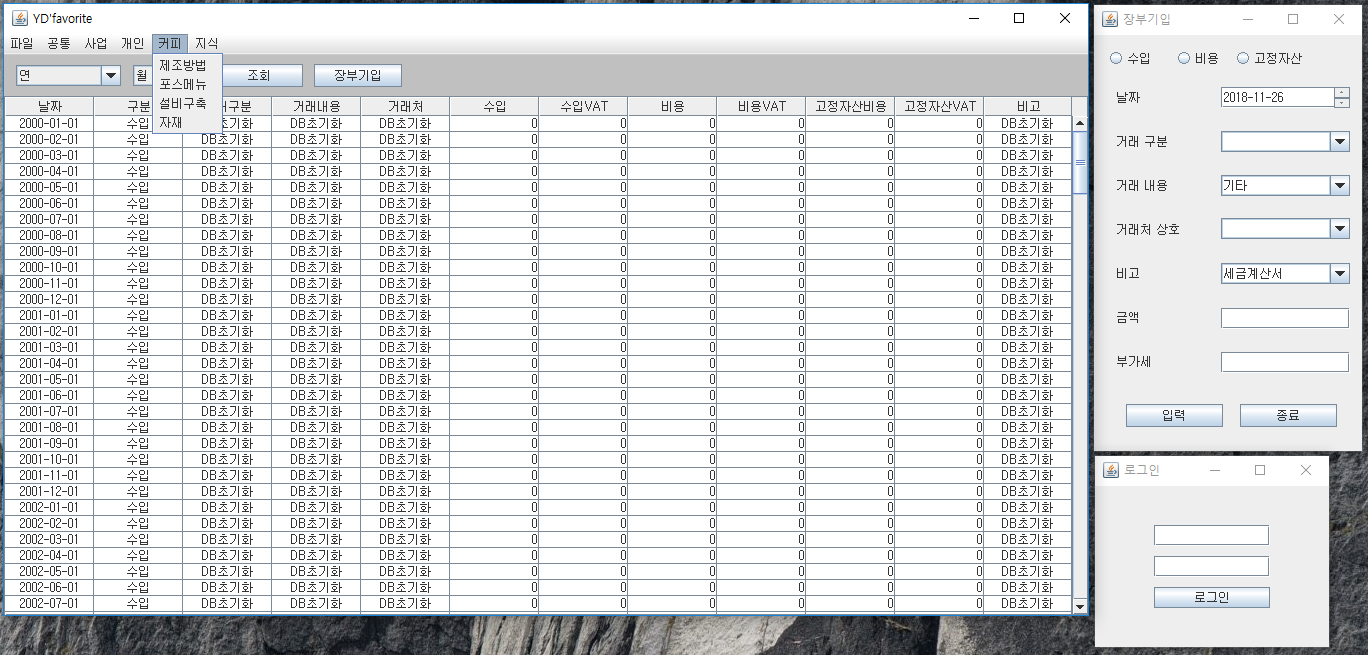 YD'favorite
파일 공통 사업 개인 커피 지식
제조방법
포스메뉴
설비구축
자재
연 월 조회 장부기입
날짜 구분 구분 거래내용 거래처 수입 수입VAT 비용 비용VAT 고정자산비용 고정자산VAT 비고
2000-01-01 수입 초기화 DB초기화 DB초기화 0 0 0 0 0 0 DB초기화
2000-02-01 수입 DB초기화 DB초기화 DB초기화 0 0 0 0 0 0 DB초기화
2000-03-01 수입 DB초기화 DB초기화 DB초기화 0 0 0 0 0 0 DB초기화
2000-04-01 수입 DB초기화 DB초기화 DB초기화 0 0 0 0 0 0 DB초기화
2000-05-01 수입 DB초기화 DB초기화 DB초기화 0 0 0 0 0 0 DB초기화
2000-06-01 수입 DB초기화 DB초기화 DB초기화 0 0 0 0 0 0 DB초기화
2000-07-01 수입 DB초기화 DB초기화 DB초기화 0 0 0 0 0 0 DB초기화
2000-08-01 수입 DB초기화 DB초기화 DB초기화 0 0 0 0 0 0 DB초기화
2000-09-01 수입 DB초기화 DB초기화 DB초기화 0 0 0 0 0 0 DB초기화
2000-10-01 수입 DB초기화 DB초기화 DB초기화 0 0 0 0 0 0 DB초기화
2000-11-01 수입 DB초기화 DB초기화 DB초기화 0 0 0 0 0 0 DB초기화
2000-12-01 수입 DB초기화 DB초기화 DB초기화 0 0 0 0 0 0 DB초기화
2001-01-01 수입 DB초기화 DB초기화 DB초기화 0 0 0 0 0 0 DB초기화
2001-02-01 수입 DB초기화 DB초기화 DB초기화 0 0 0 0 0 0 DB초기화
2001-03-01 수입 DB초기화 DB초기화 DB초기화 0 0 0 0 0 0 DB초기화
2001-04-01 수입 DB초기화 DB초기화 DB초기화 0 0 0 0 0 0 DB초기화
2001-05-01 수입 DB초기화 DB초기화 DB초기화 0 0 0 0 0 0 DB초기화
2001-06-01 수입 DB초기화 DB초기화 DB초기화 0 0 0 0 0 0 DB초기화
2001-07-01 수입 DB초기화 DB초기화 DB초기화 0 0 0 0 0 0 DB초기화
2001-08-01 수입 DB초기화 DB초기화 DB초기화 0 0 0 0 0 0 DB초기화
2001-09-01 수입 DB초기화 DB초기화 DB초기화 0 0 0 0 0 0 DB초기화
2001-10-01 수입 DB초기화 DB초기화 DB초기화 0 0 0 0 0 0 DB초기화
2001-11-01 수입 DB초기화 DB초기화 DB초기화 0 0 0 0 0 0 DB초기화
2001-12-01 수입 DB초기화 DB초기화 DB초기화 0 0 0 0 0 0 DB초기화
2002-01-01 수입 DB초기화 DB초기화 DB초기화 0 0 0 0 0 0 DB초기화
2002-02-01 수입 DB초기화 DB초기화 DB초기화 0 0 0 0 0 0 DB초기화
2002-03-01 수입 DB초기화 DB초기화 DB초기화 0 0 0 0 0 0 DB초기화
2002-04-01 수입 DB초기화 DB초기화 DB초기화 0 0 0 0 0 0 DB초기화
2002-05-01 수입 DB초기화 DB초기화 DB초기화 0 0 0 0 0 0 DB초기화
2002-06-01 수입 DB초기화 DB초기화 DB초기화 0 0 0 0 0 0 DB초기화
2002-07-01 수입 DB초기화 DB초기화 DB초기화 0 0 0 0 0 0 DB초기화
장부기입
수입 비용 고정자산
날짜 2018-11-26
거래 구분
거래 내용 기타
거래처 상호
비고 세금계산서
금액
부가세
입력 종료
로그인
로그인